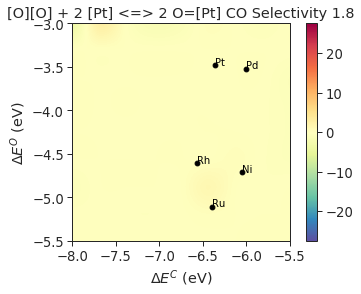 [O][O] + 2 [Pt] <=> 2 O=[Pt] CO Selectivity 1.8
−3.0
−3.5
−4.0
−4.5
−5.0
−5.5
ΔE^O (eV)
Pt
Pd
Rh
Ni
Ru
−8.0 −7.5 −7.0 −6.5 −6.0 −5.5
ΔE^C (eV)
20
10
0
−10
−20